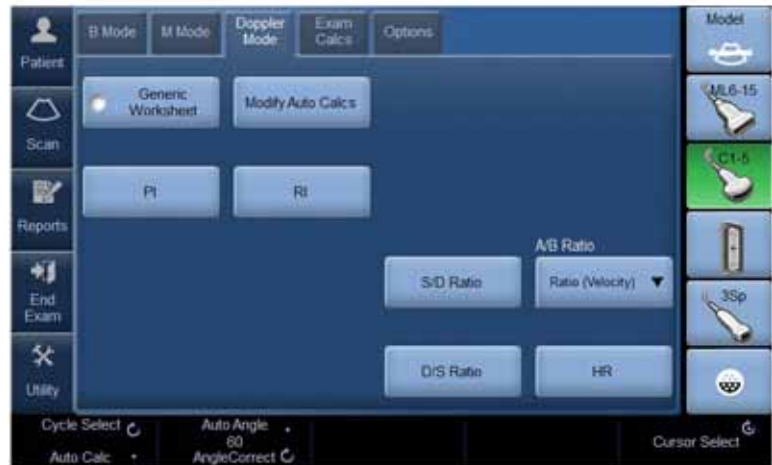 Patient
Scan
Reports
End
Exam
Utility
B Mode
M Mode
Doppler
Mode
Exam
Calcs
Options
Generic
Worksheet
Modify Auto Calcs
PI
RI
S/D Ratio
A/B Ratio
Ratio (Velocity)
D/S Ratio
HR
Model
ML6-15
C1-5
3Sp
Cycle Select
Auto Calc
Auto Angle
60
AngleCorrect
Cursor Select